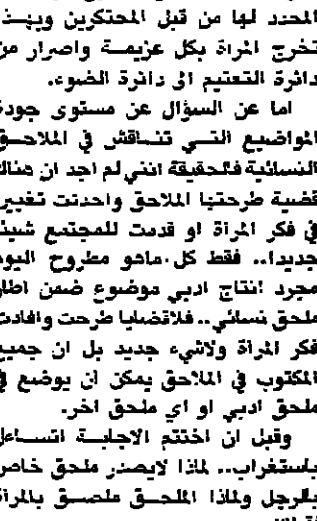 المحدد لها من قبل المحتكرين وبهذا
تخرج المرأة بكل عزيمة واصرار من
دائرة التعتيم الى دائرة الضوء.
اما عن السؤال عن مستوى جودة
المواضيع التي تناقش في الملاحق
النسائية فلحقيقة انني لم اجد ان هناك
قضية طرحتها الملاحق واحدثت تغييرا
في فكر المرأة او قدمت للمجتمع شيئا
جديدا.. فقط كل ماهو مطروح اليوم
مجرد انتاج ادبي موضوع ضمن اطار
ملحق نسائي.. فلاقضايا طرحت وافادت
فكر المرأة ولاشيء جديد بل ان جميع
المكتوب في الملاحق يمكن ان يوضع في
ملحق ادبي او اي ملحق اخر.
وقبل ان اختتم الاجابة اتساءل
باستغراب.. لماذا لايصدر ملحق خاص
بالرجل ولماذا الملحق ملصق بالمرأة